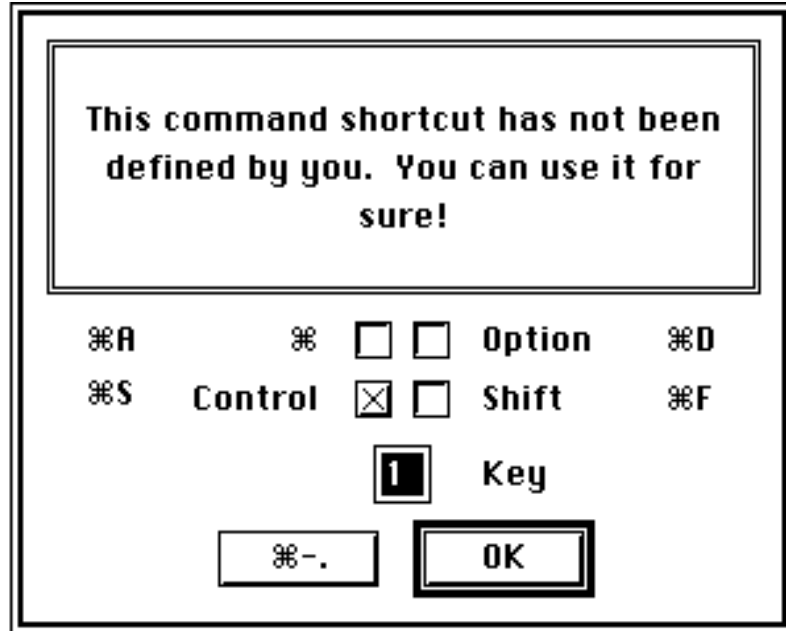 This command shortcut has not been
defined by you. You can use it for
sure!
⌘A ⌘ Option ⌘D
⌘S Control Shift ⌘F
1 Key
⌘-. OK